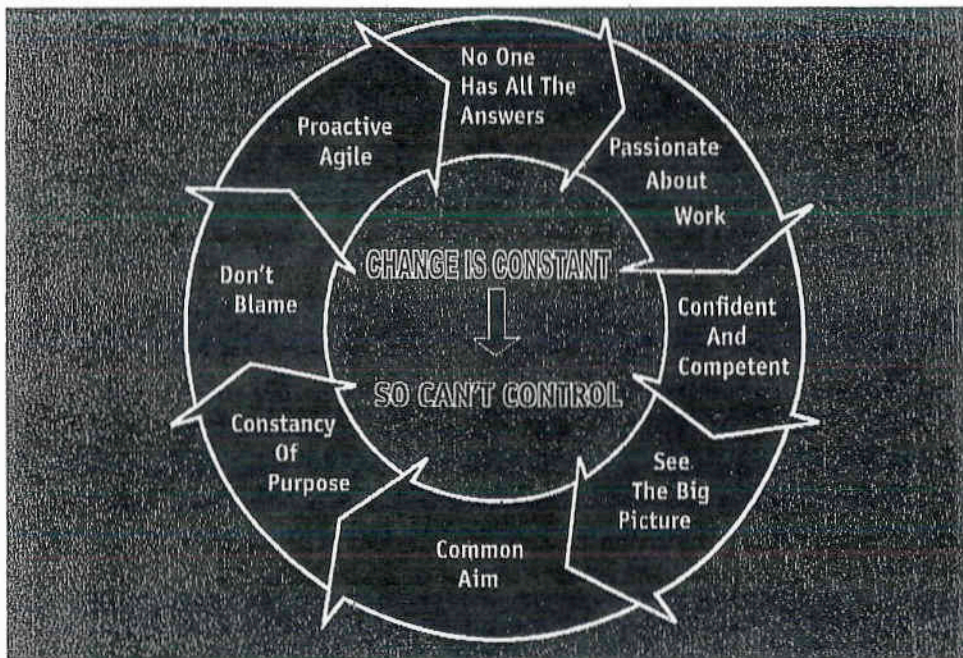 No One
Has All The
Answers
Passionate
About
Work
Confident
And
Competent
See
The Big
Picture
Common
Aim
Constancy
Of
Purpose
Don't
Blame
Proactive
Agile
CHANGE IS CONSTANT
SO CAN'T CONTROL